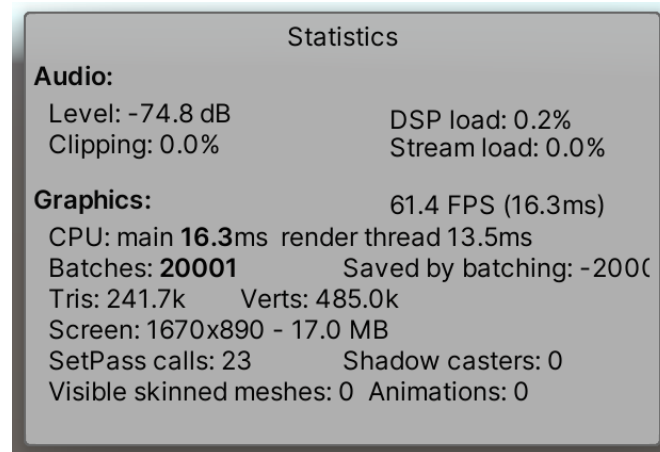 Statistics
Audio:
Level: -74.8 dB DSP load: 0.2%
Clipping: 0.0% Stream load: 0.0%
Graphics: 61.4 FPS (16.3ms)
CPU: main 16.3ms render thread 13.5ms
Batches: 20001 Saved by batching:
Tris: 241.7k Verts: 485.0k
Screen: 1670x890 - 17.0 MB
SetPass calls: 23 Shadow casters: 0
Visible skinned meshes: 0 Animations: 0